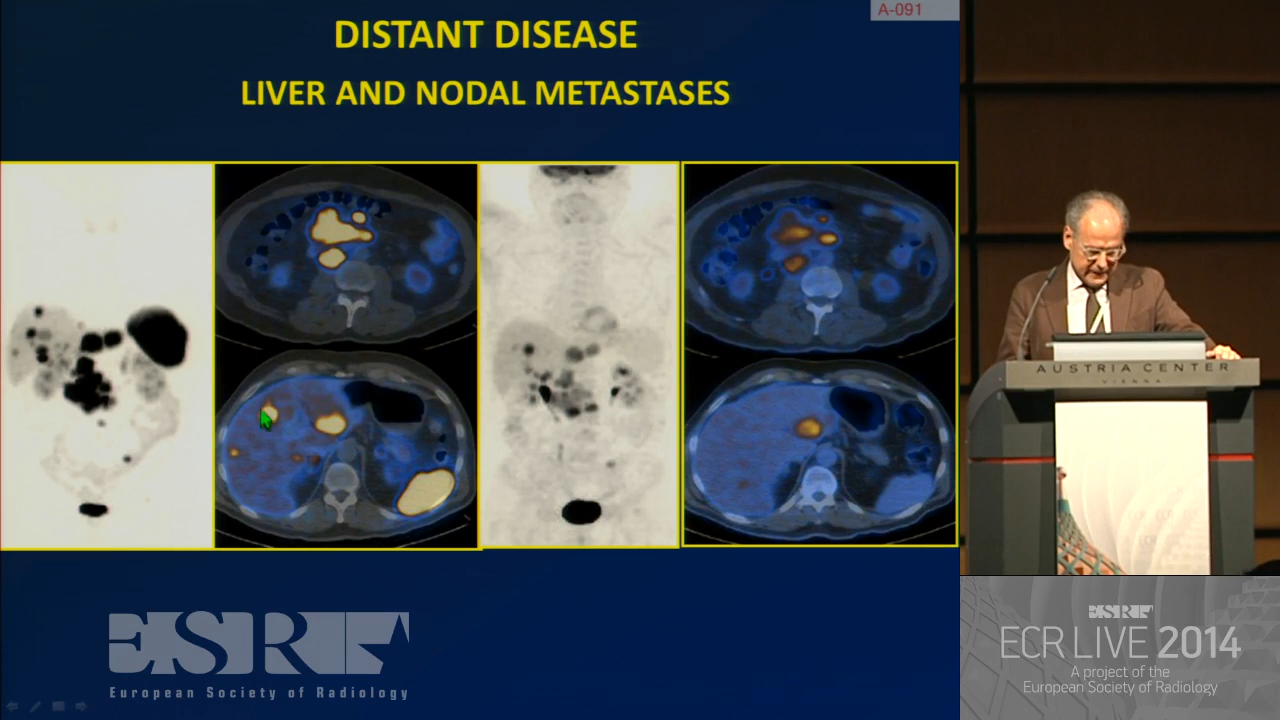 A-091
DISTANT DISEASE
LIVER AND NODAL METASTASES
AUSTRIA CENTER
VIENNA
ESR
European Society of Radiology
ESR
ECR LIVE 2014
A project of the
European Society of Radiology